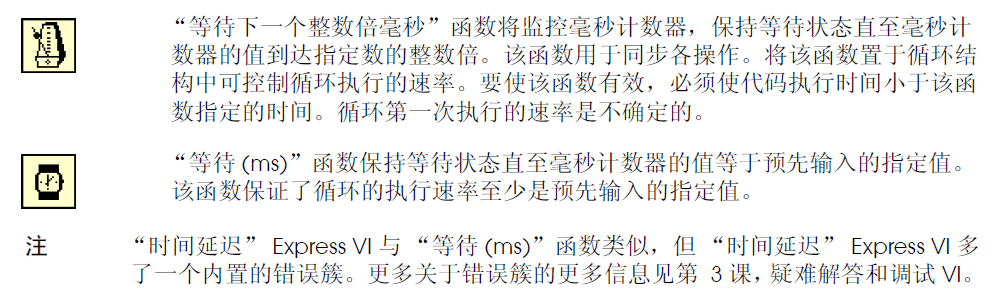 “等待下一个整数倍毫秒”函数将监控毫秒计数器，保持等待状态直至毫秒计
数器的值到达指定数的整数倍。该函数用于同步各操作。将该函数置于循环结
构中可控制循环执行的速率。要使该函数有效，必须使代码执行时间小于该函
数指定的时间。循环第一次执行的速率是不确定的。
“等待 (ms)”函数保持等待状态直至毫秒计数器的值等于预先输入的指定值。
该函数保证了循环的执行速率至少是预先输入的指定值。
注 “时间延迟” Express VI 与 “等待 (ms)”函数类似，但 “时间延迟” Express VI 多
了一个内置的错误簇。更多关于错误簇的更多信息见第 3 课，疑难解答和调试 VI。